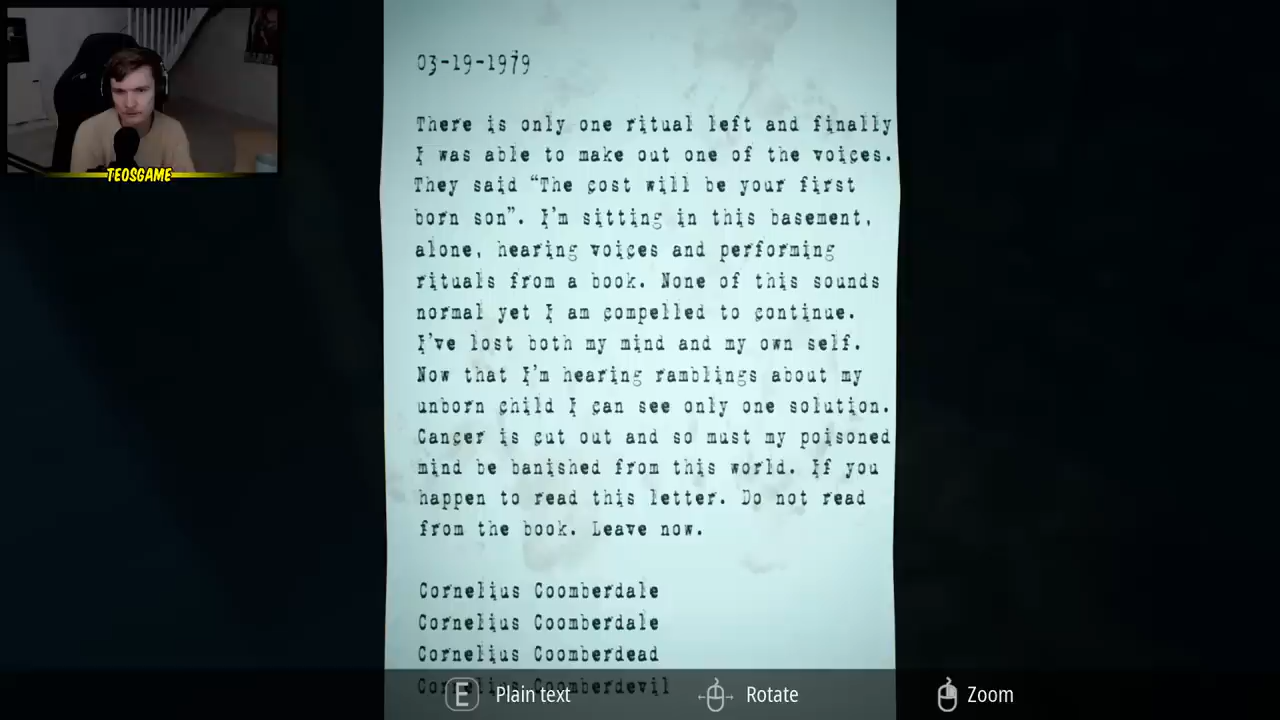 TEOSGAME
03-19-1979
There is only one ritual left and finally
I was able to make out one of the voices.
They said “The cost will be your first
born son”. I’m sitting in this basement,
alone, hearing voices and performing
rituals from a book. None of this sounds
normal yet I am compelled to continue.
I’ve lost both my mind and my own self.
Now that I’m hearing ramblings about my
unborn child I can see only one solution.
Cancer is cut out and so must my poisoned
mind be banished from this world. If you
happen to read this letter. Do not read
from the book. Leave now.
Cornelius Coomberdale
Cornelius Coomberdale
Cornelius Coomberdead
Cornelius Coomberdevil
E Plain text
Rotate
Zoom